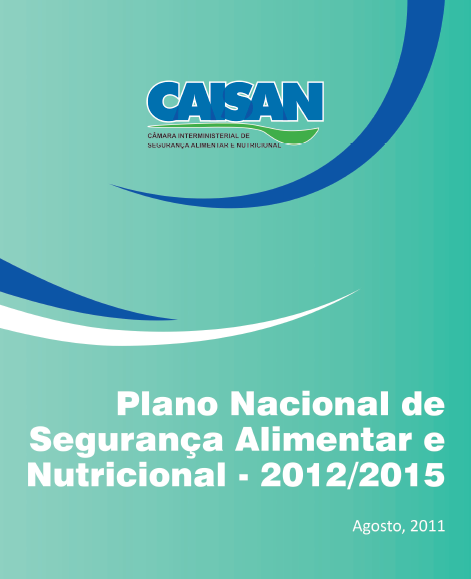 CAISAN
CÂMARA INTERMINISTERIAL DE
SEGURANÇA ALIMENTAR E NUTRICIONAL
Plano Nacional de
Segurança Alimentar e
Nutricional - 2012/2015
Agosto, 2011